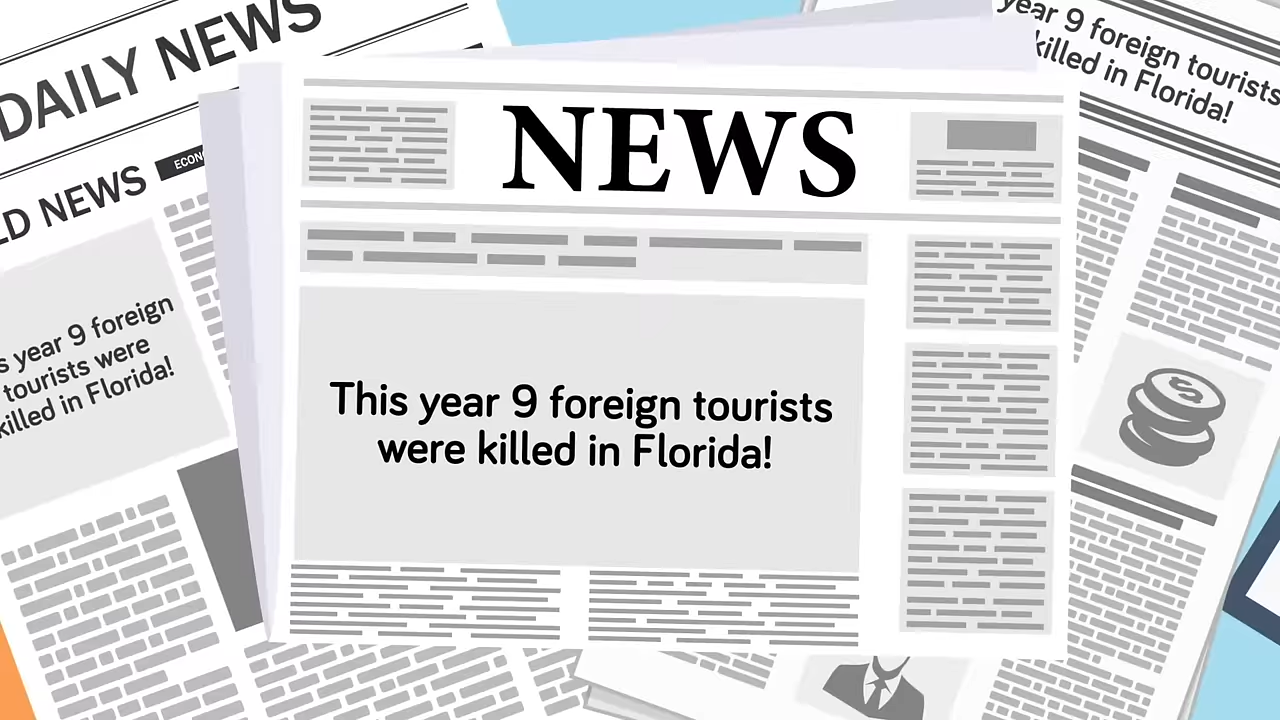 DAILY NEWS
NEWS
ECON
year 9 foreign
tourists were
killed in Florida!
NEWS
This year 9 foreign tourists
were killed in Florida!
year 9 foreign tourists
killed in Florida!